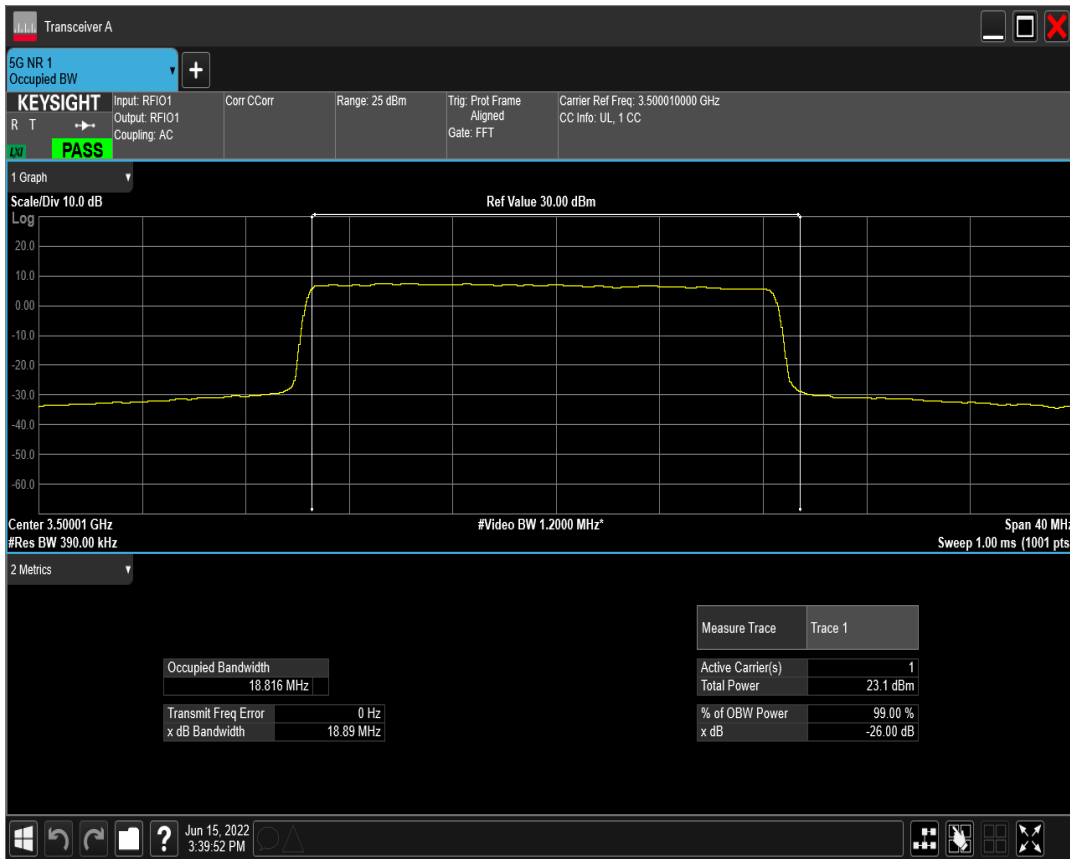 Transceiver A
5G NR 1
Occupied BW
KEYSIGHT
R T
LXI
PASS
Input: RFIO1
Output: RFIO1
Coupling: AC
Corr CCorr
Range: 25 dBm
Trig: Prot Frame
Aligned
Gate: FFT
Carrier Ref Freq: 3.500010000 GHz
CC Info: UL, 1 CC
1 Graph
Scale/Div 10.0 dB
Ref Value 30.00 dBm
Log
20.0
10.0
0.00
-10.0
-20.0
-30.0
-40.0
-50.0
-60.0
Center 3.50001 GHz
#Video BW 1.2000 MHz*
Span 40 MHz
#Res BW 390.00 kHz
Sweep 1.00 ms (1001 pts
2 Metrics
Measure Trace Trace 1
Occupied Bandwidth
18.816 MHz
Active Carrier(s) 1
Total Power 23.1 dBm
Transmit Freq Error 0 Hz
x dB Bandwidth 18.89 MHz
% of OBW Power 99.00 %
x dB -26.00 dB
?
Jun 15, 2022
3:39:52 PM